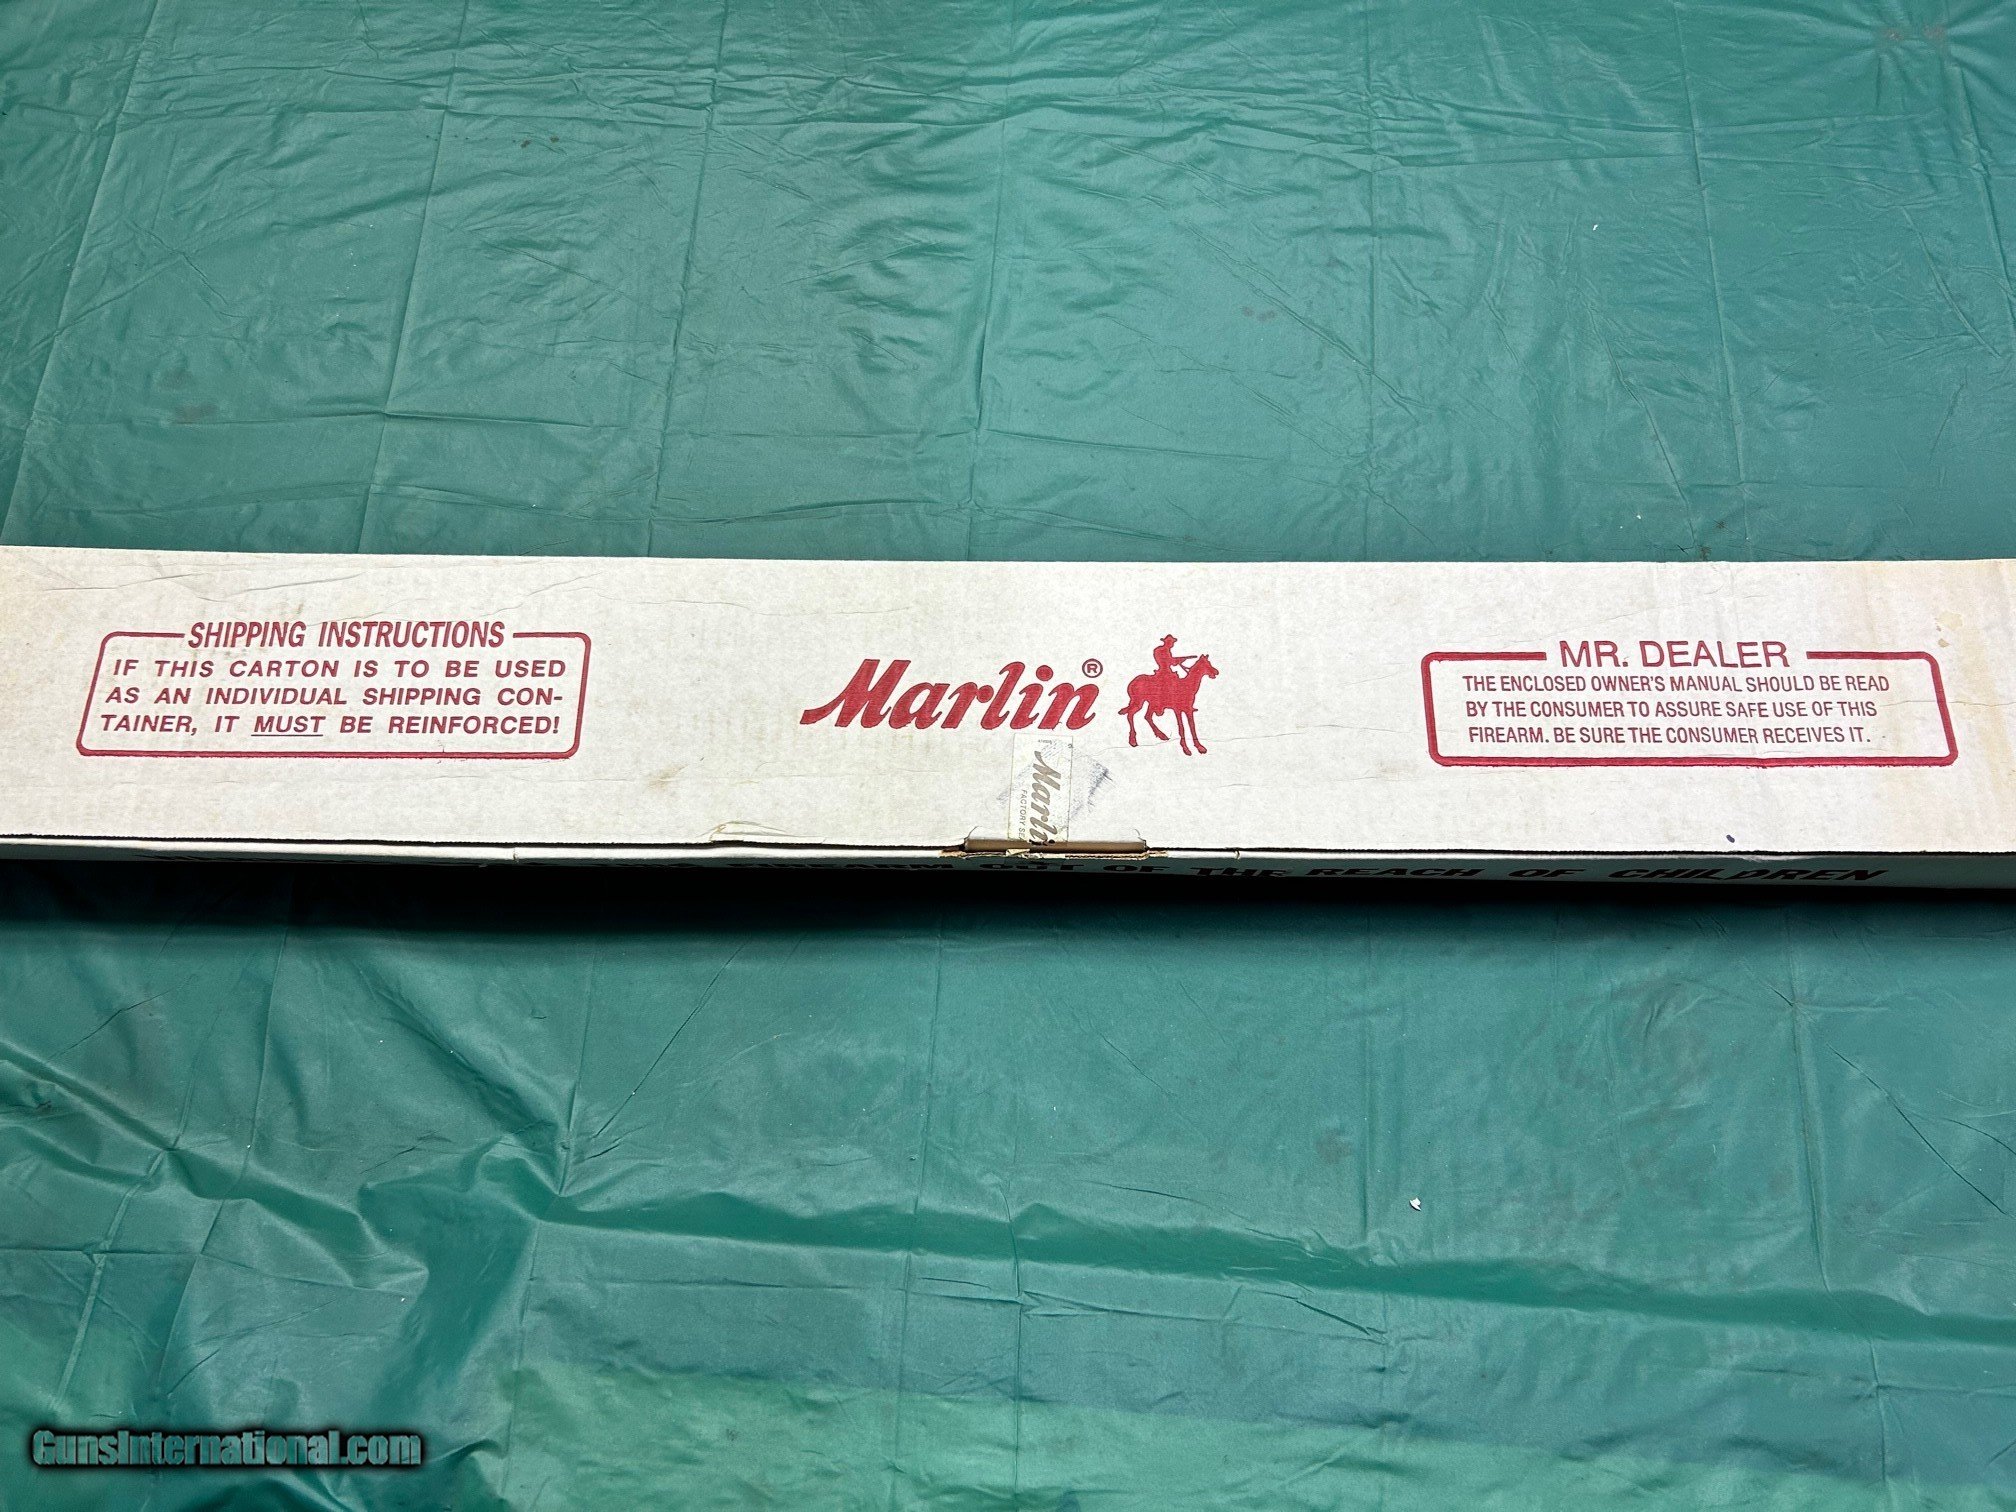 SHIPPING INSTRUCTIONS
IF THIS CARTON IS TO BE USED
AS AN INDIVIDUAL SHIPPING CON-
TAINER, IT MUST BE REINFORCED!
Marlin®
MR. DEALER
THE ENCLOSED OWNER'S MANUAL SHOULD BE READ
BY THE CONSUMER TO ASSURE SAFE USE OF THIS
FIREARM. BE SURE THE CONSUMER RECEIVES IT.
Marlin
FACTORY
FIREARM OUT OF THE REACH OF CHILDREN
GunsInternational.com